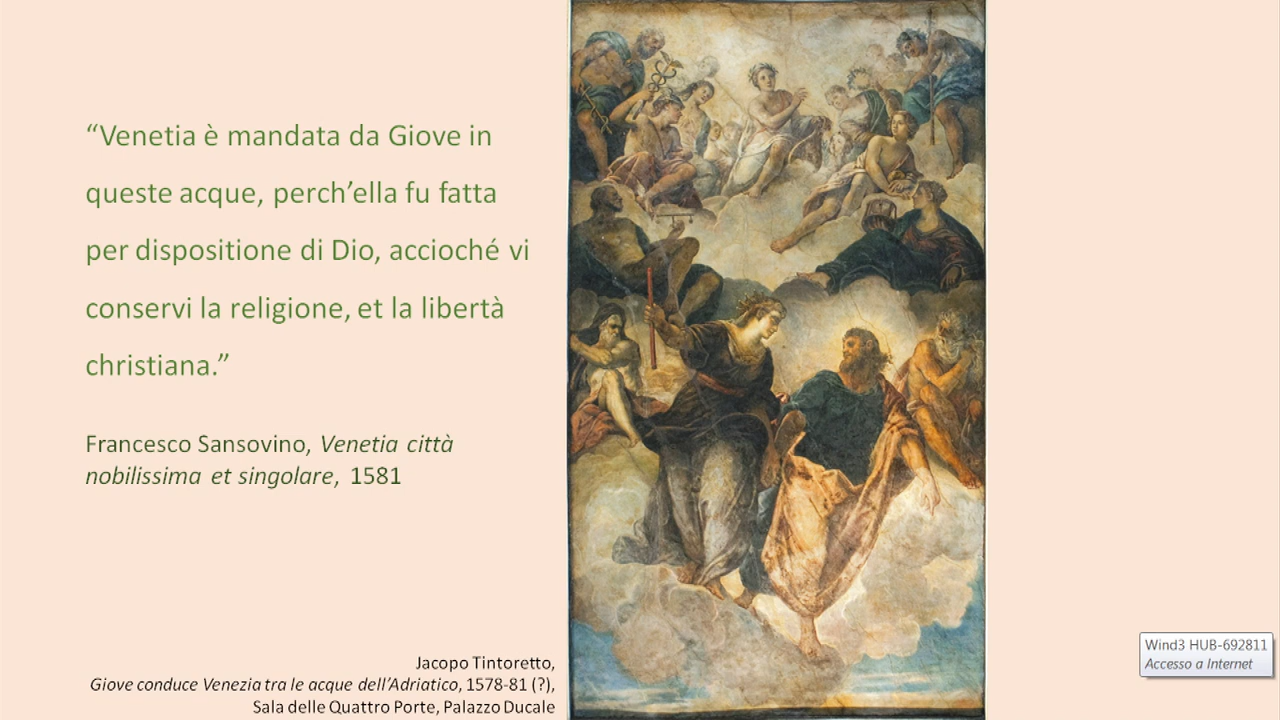 “Venetia è mandata da Giove in
queste acque, perch’ella fu fatta
per dispositione di Dio, accioché vi
conservi la religione, et la libertà
christiana.”
Francesco Sansovino, Venetia città
nobilissima et singolare, 1581
Jacopo Tintoretto,
Giove conduce Venezia tra le acque dell’Adriatico, 1578-81 (?),
Sala delle Quattro Porte, Palazzo Ducale
Wind3 HUB-692811
Accesso a Internet